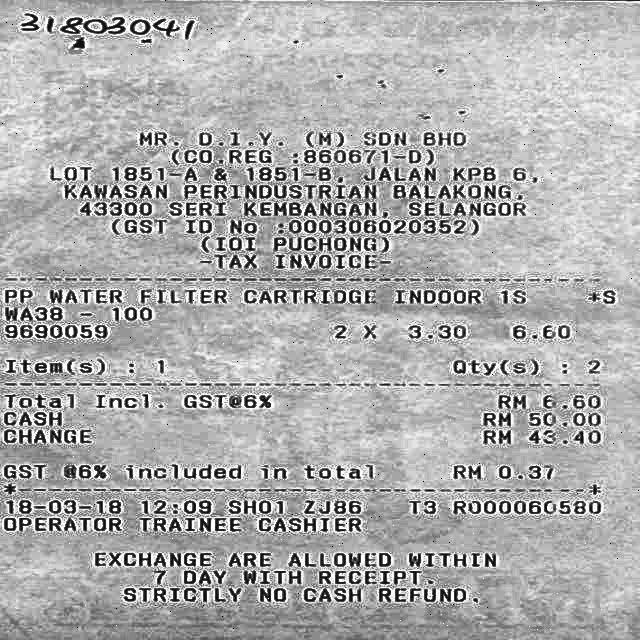 31803041
MR. D.I.Y. (M) SDN BHD
(CO.REG :860671-D)
LOT 1851-A & 1851-B, JALAN KPB 6,
KAWASAN PERINDUSTRIAN BALAKONG,
43300 SERI KEMBANGAN, SELANGOR
(GST ID No :000306020352)
(IOI PUCHONG)
-TAX INVOICE-
PP WATER FILTER CARTRIDGE INDOOR 1S *S
WA38 - 100
9690059 2 X 3.30 6.60
Item(s) : 1 Qty(s) : 2
Total Incl. GST@6% RM 6.60
CASH RM 50.00
CHANGE RM 43.40
GST @6% included in total RM 0.37
18-03-18 12:09 SH01 ZJ86 T3 R000060580
OPERATOR TRAINEE CASHIER
EXCHANGE ARE ALLOWED WITHIN
7 DAY WITH RECEIPT.
STRICTLY NO CASH REFUND.